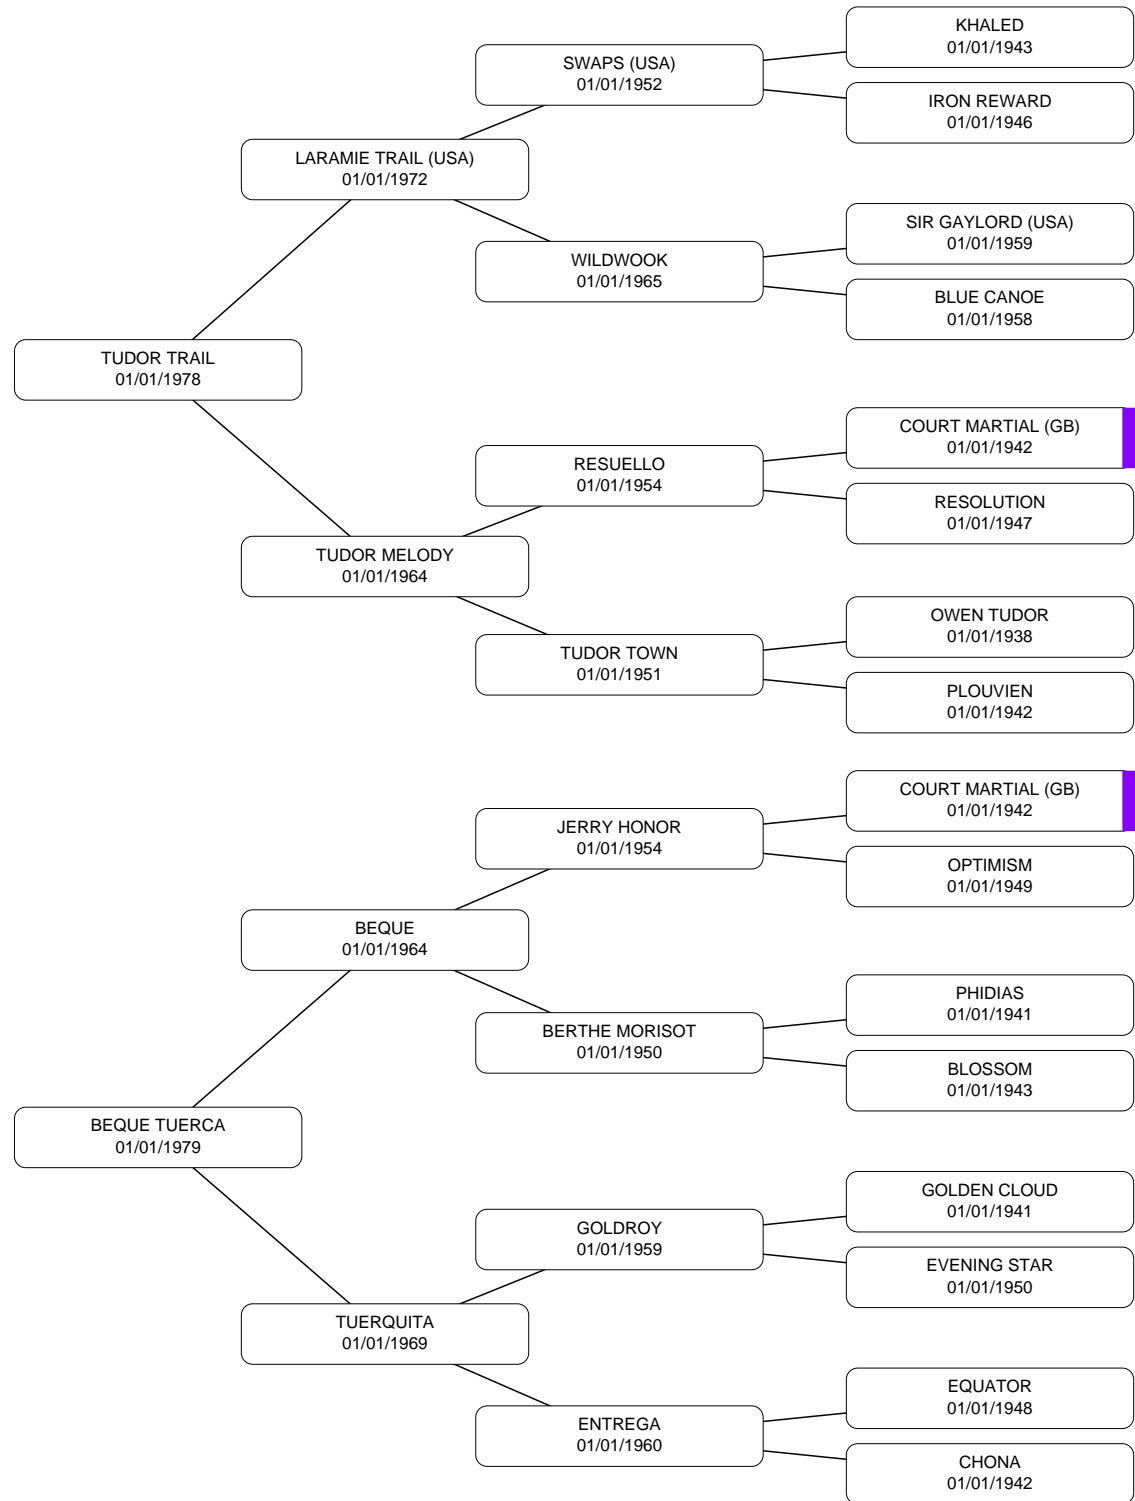 KHALED
01/01/1943
SWAPS (USA)
01/01/1952
IRON REWARD
01/01/1946
LARAMIE TRAIL (USA)
01/01/1972
SIR GAYLORD (USA)
01/01/1959
WILDWOOK
01/01/1965
BLUE CANOE
01/01/1958
TUDOR TRAIL
01/01/1978
COURT MARTIAL (GB)
01/01/1942
RESUELLO
01/01/1954
RESOLUTION
01/01/1947
TUDOR MELODY
01/01/1964
OWEN TUDOR
01/01/1938
TUDOR TOWN
01/01/1951
PLOUVIEN
01/01/1942
COURT MARTIAL (GB)
01/01/1942
JERRY HONOR
01/01/1954
OPTIMISM
01/01/1949
BEQUE
01/01/1964
PHIDIAS
01/01/1941
BERTHE MORISOT
01/01/1950
BLOSSOM
01/01/1943
BEQUE TUERCA
01/01/1979
GOLDEN CLOUD
01/01/1941
GOLDROY
01/01/1959
EVENING STAR
01/01/1950
TUERQUITA
01/01/1969
EQUATOR
01/01/1948
ENTREGA
01/01/1960
CHONA
01/01/1942